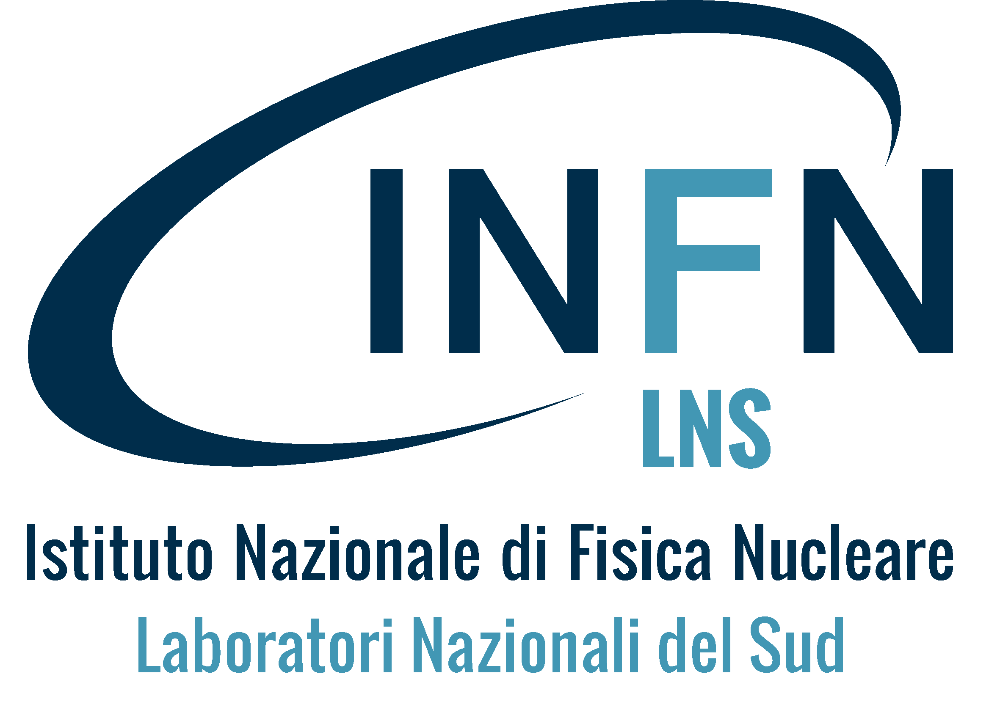 INFN
LNS
Istituto Nazionale di Fisica Nucleare
Laboratori Nazionali del Sud